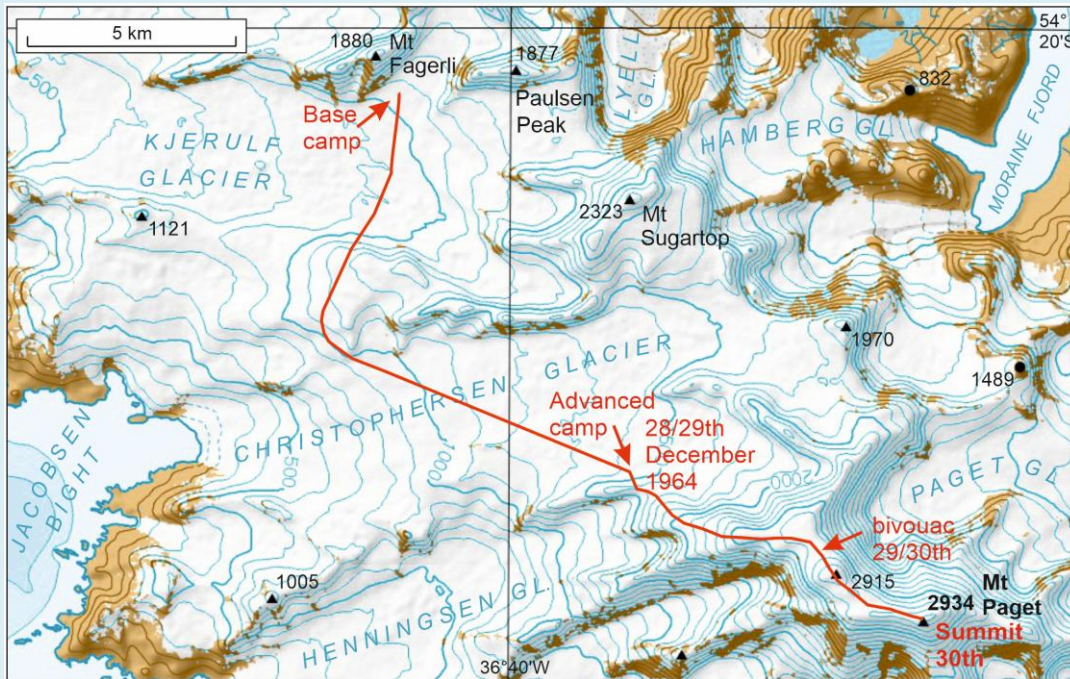 5 km
1880
Mt
Fagerli
1877
Paulsen
Peak
LYELL
GL.
832
54°
20'S
Base
camp
KJERULF
GLACIER
500
HAMBERG GL.
MORAINE FJORD
1121
2323
Mt
Sugartop
1970
1489
CHRISTOPHERSEN GLACIER
Advanced
camp
28/29th
December
1964
JACOBSEN
BIGHT
500
1000
2000
PAGET GL
bivouac
29/30th
1005
2915
HENNINGSEN GL.
2934
Mt
Paget
Summit
30th
36°40'W